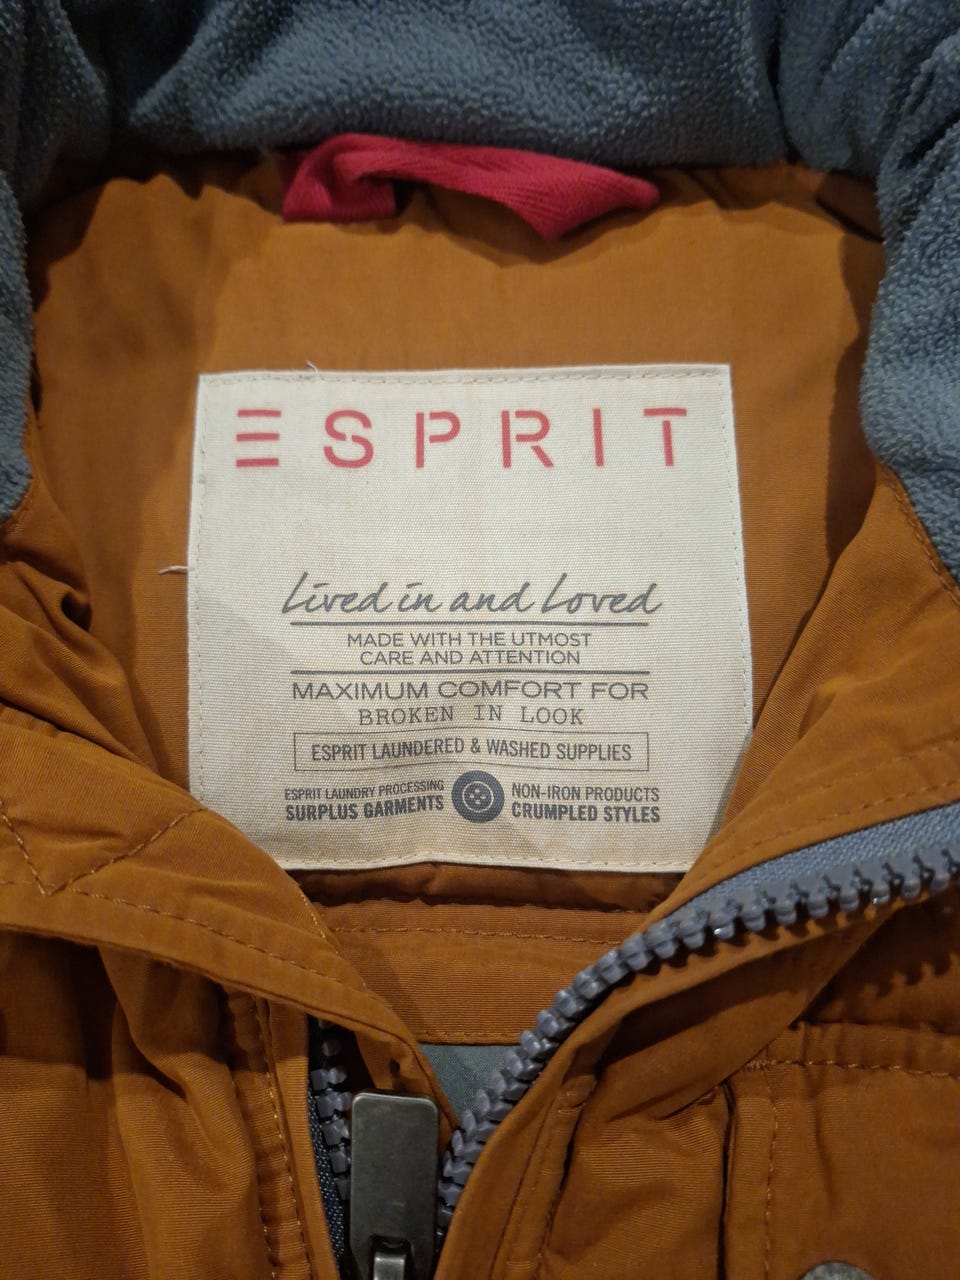 ESPRIT
Lived in and Loved
MADE WITH THE UTMOST
CARE AND ATTENTION
MAXIMUM COMFORT FOR
BROKEN IN LOOK
ESPRIT LAUNDERED & WASHED SUPPLIES
ESPRIT LAUNDRY PROCESSING
SURPLUS GARMENTS
NON-IRON PRODUCTS
CRUMPLED STYLES